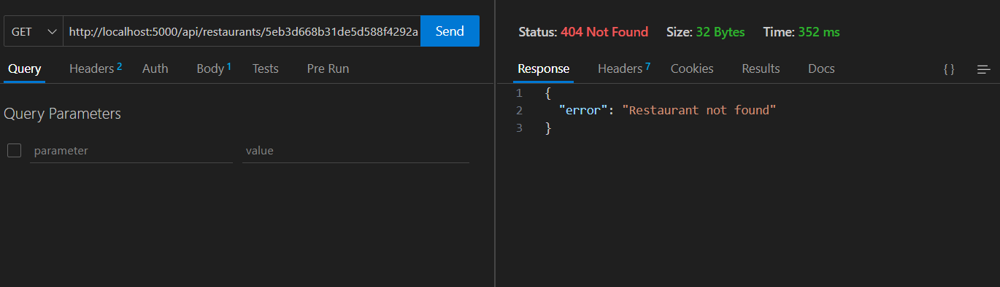 GET http://localhost:5000/api/restaurants/5eb3d668b31de5d588f4292a Send
Query Headers 2 Auth Body 1 Tests Pre Run
Query Parameters
parameter value
Status: 404 Not Found Size: 32 Bytes Time: 352 ms
Response Headers 7 Cookies Results Docs {}
1 {
2 "error": "Restaurant not found"
3 }